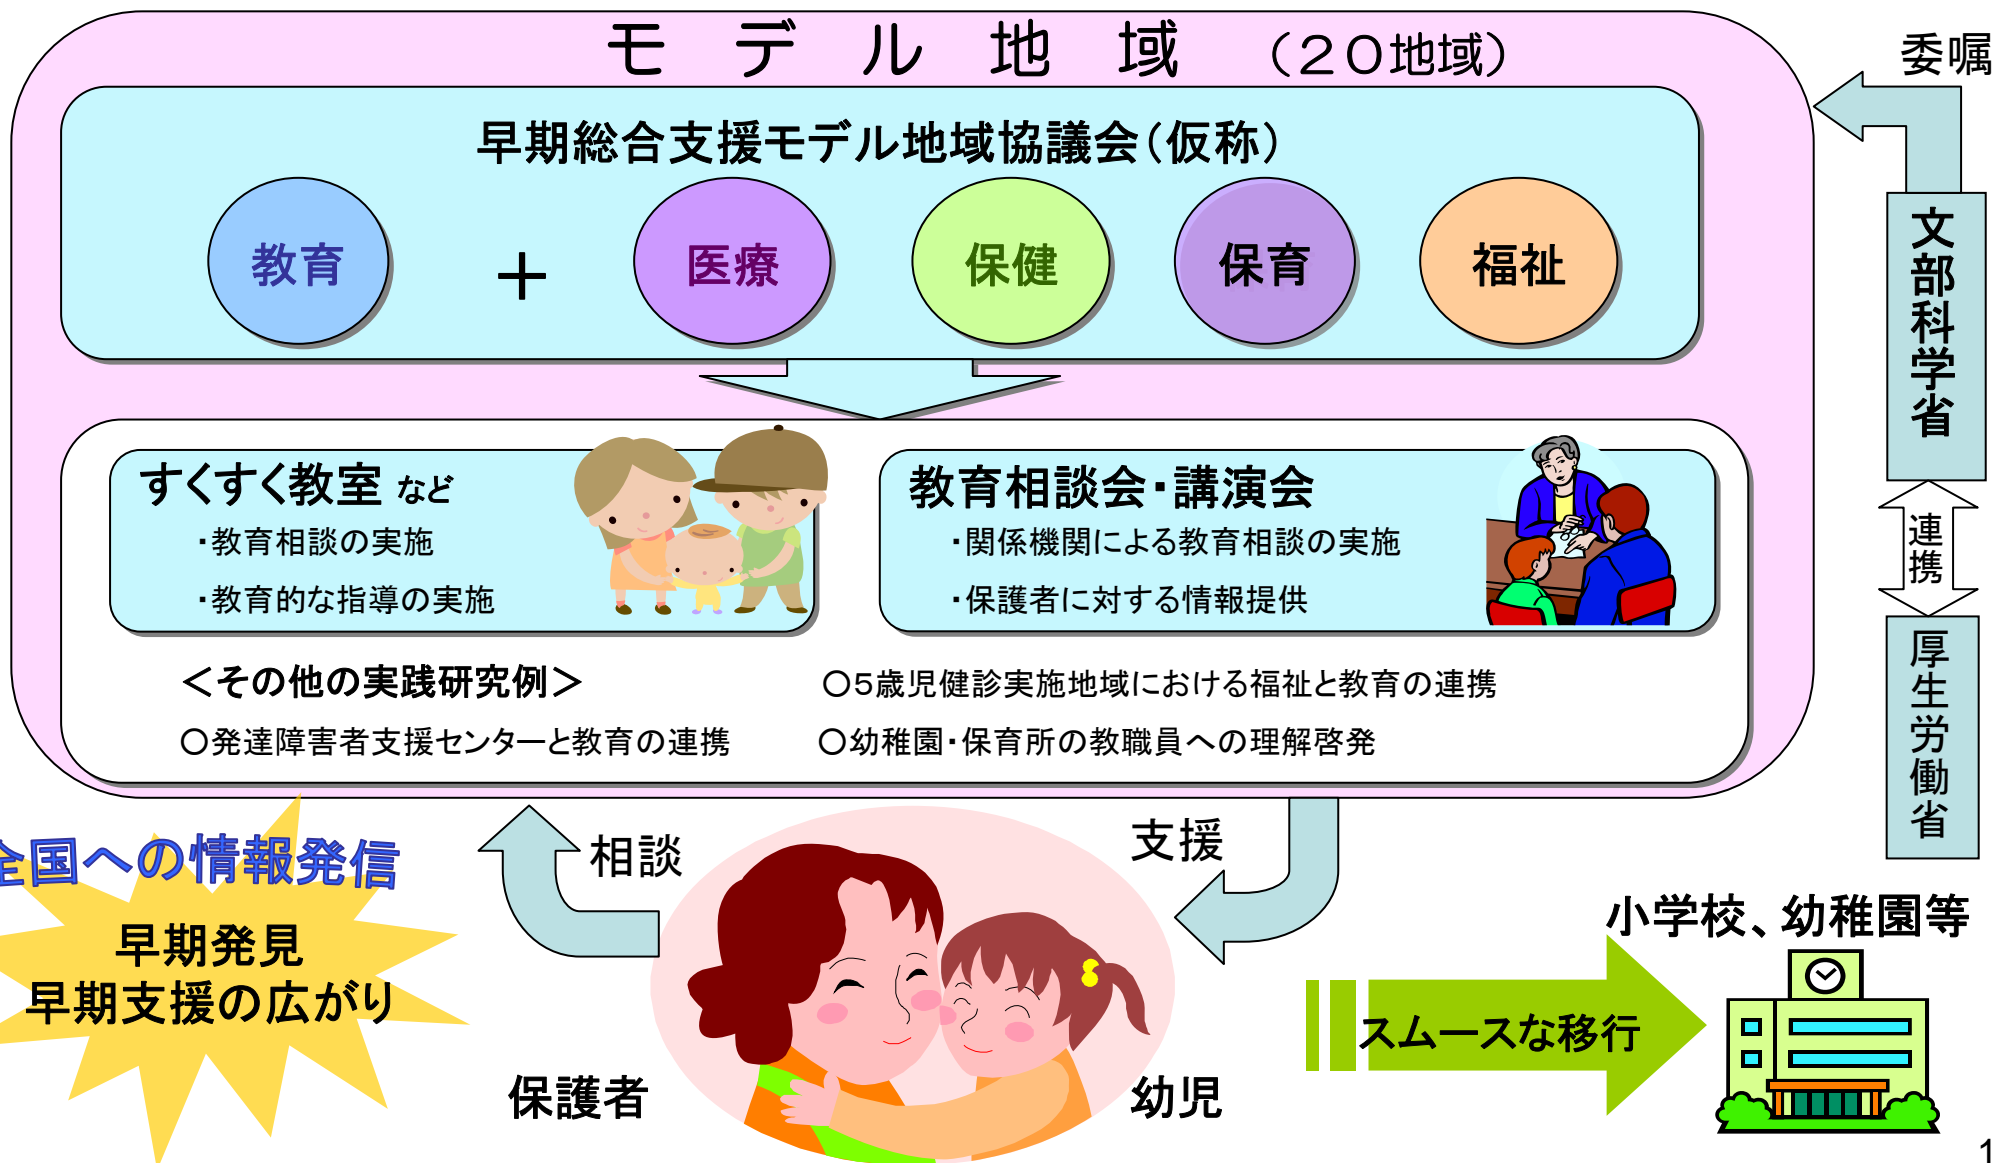 モデル地域（２０地域）
委嘱
早期総合支援モデル地域協議会（仮称）
教育
＋
医療
保健
保育
福祉
文部科学省
すくすく教室 など
・教育相談の実施
・教育的な指導の実施
教育相談会・講演会
・関係機関による教育相談の実施
・保護者に対する情報提供
連携
＜その他の実践研究例＞
○５歳児健診実施地域における福祉と教育の連携
○発達障害者支援センターと教育の連携
○幼稚園・保育所の教職員への理解啓発
厚生労働省
全国への情報発信
早期発見
早期支援の広がり
相談
支援
保護者
幼児
小学校、幼稚園等
スムースな移行
1